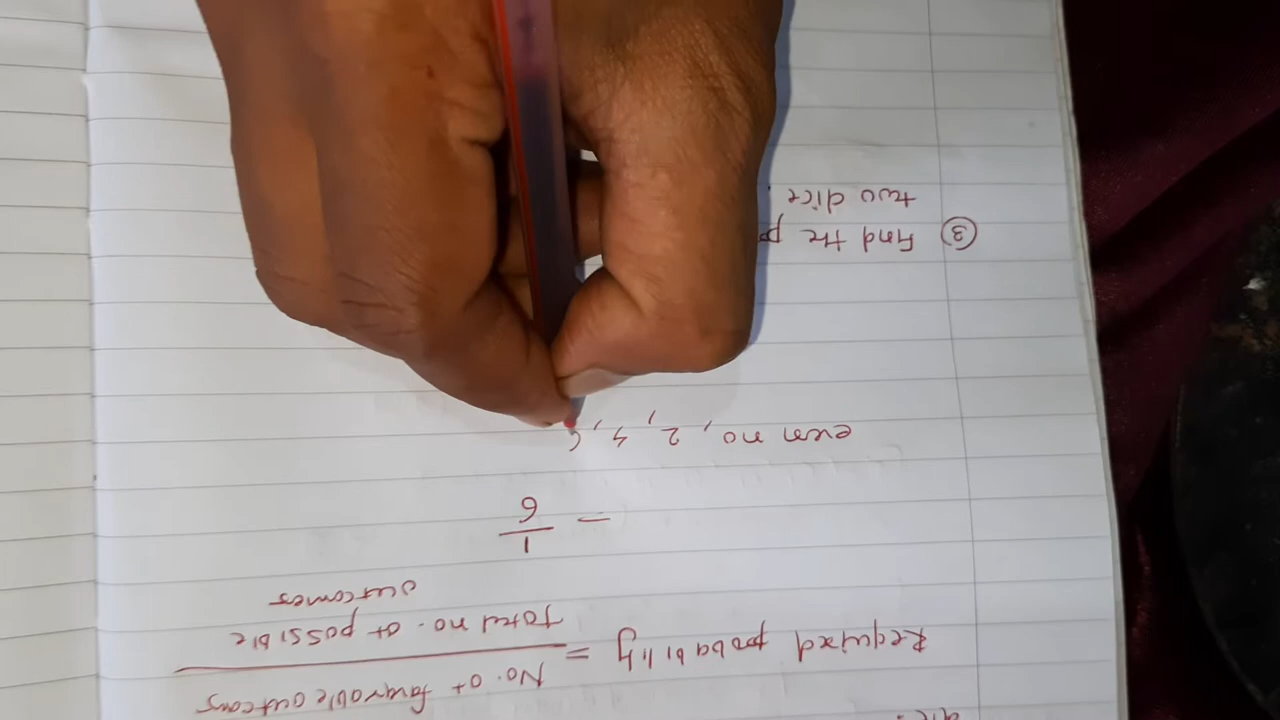 Required probability = No. of favourable outcoms
Total no. of possible
outcomes
= 1
6
even no, 2, 4, 6
③ Find the p
two dice.